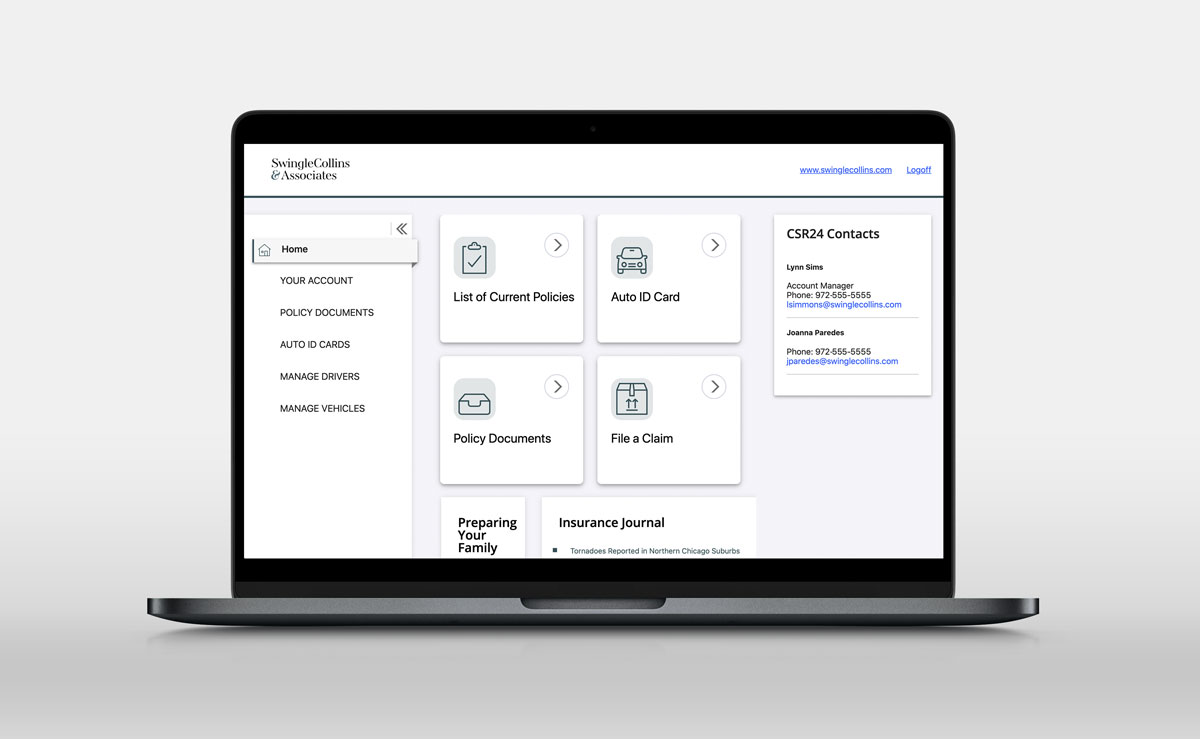 SwingleCollins
& Associates
www.swinglecollins.com Logoff
Home
YOUR ACCOUNT
POLICY DOCUMENTS
AUTO ID CARDS
MANAGE DRIVERS
MANAGE VEHICLES
List of Current Policies
Auto ID Card
Policy Documents
File a Claim
Preparing
Your
Family
Insurance Journal
Tornadoes Reported in Northern Chicago Suburbs
CSR24 Contacts
Lynn Sims
Account Manager
Phone: 972-555-5555
lsimmons@swinglecollins.com
Joanna Paredes
Phone: 972-555-5555
jparedes@swinglecollins.com